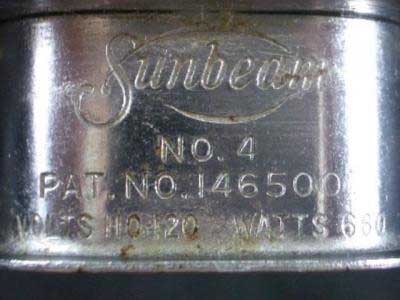 Sunbeam
NO. 4
PAT. NO. 146500
VOLTS 110-120 WATTS 660